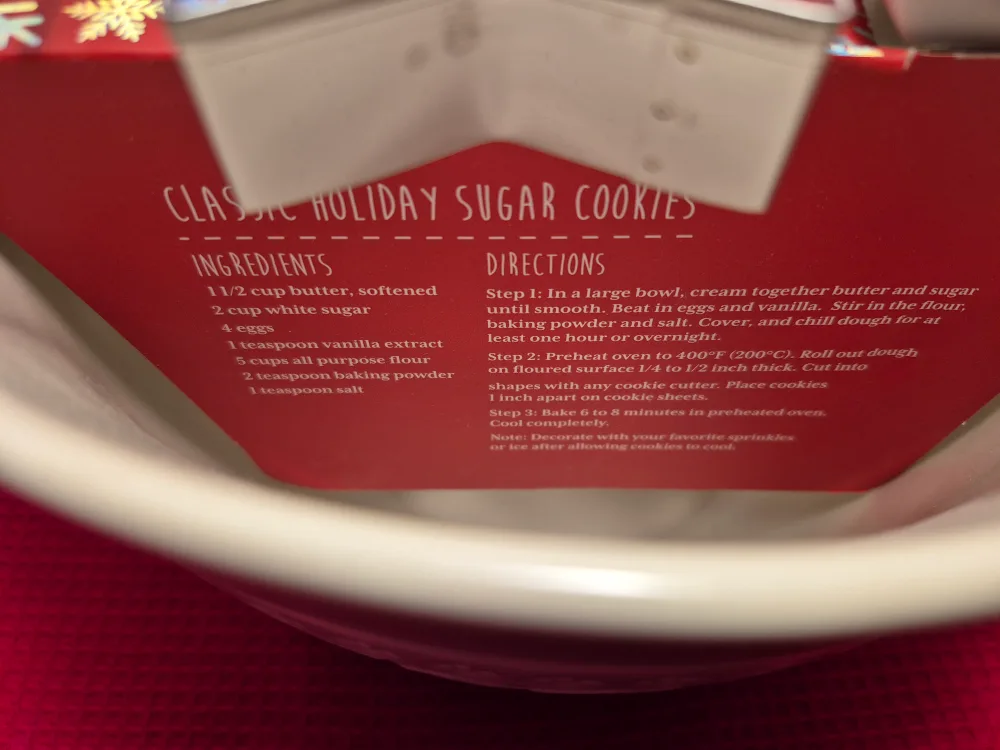 CLASSIC HOLIDAY SUGAR COOKIES
INGREDIENTS
1 1/2 cup butter, softened
2 cup white sugar
4 eggs
1 teaspoon vanilla extract
5 cups all purpose flour
2 teaspoon baking powder
1 teaspoon salt
DIRECTIONS
Step 1: In a large bowl, cream together butter and sugar
until smooth. Beat in eggs and vanilla. Stir in the flour,
baking powder and salt. Cover, and chill dough for at
least one hour or overnight.
Step 2: Preheat oven to 400°F (200°C). Roll out dough
on floured surface 1/4 to 1/2 inch thick. Cut into
shapes with any cookie cutter. Place cookies
1 inch apart on cookie sheets.
Step 3: Bake 6 to 8 minutes in preheated oven.
Cool completely.
Note: Decorate with your favorite sprinkles
or ice after allowing cookies to cool.